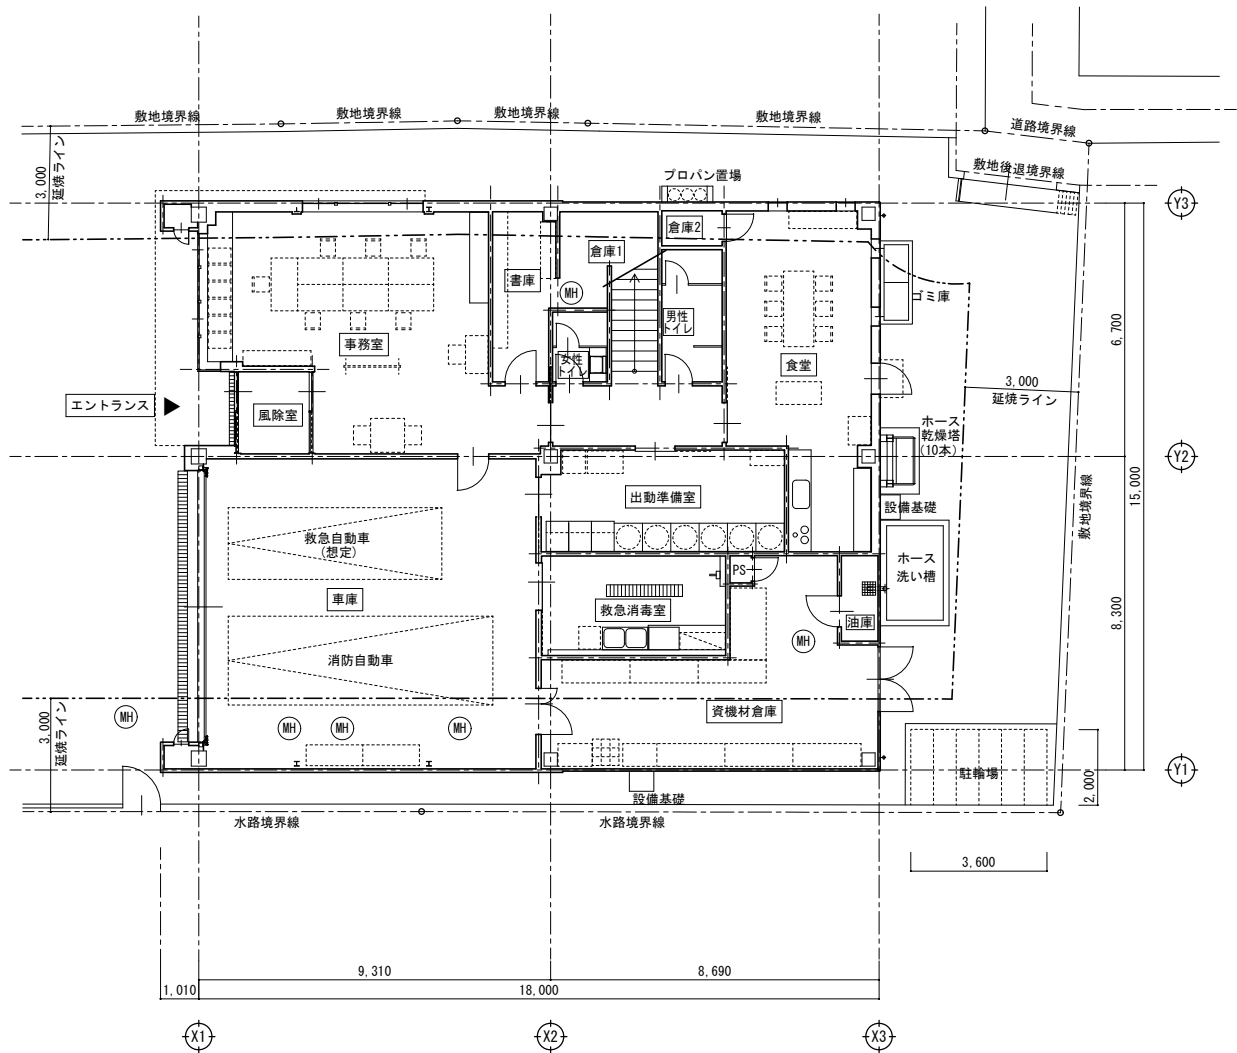 敷地境界線
敷地境界線
敷地境界線
敷地境界線
道路境界線
敷地後退境界線
3,000
延焼ライン
プロパン置場
Y3
倉庫2
倉庫1
書庫
MH
男性
トイレ
女性
トイレ
事務室
食堂
ゴミ庫
6,700
3,000
延焼ライン
エントランス
風除室
ホース
乾燥塔
(10本)
Y2
15,000
敷地境界線
出動準備室
設備基礎
救急自動車
(想定)
ホース
洗い槽
PS
車庫
救急消毒室
油庫
8,300
MH
消防自動車
資機材倉庫
3,000
延焼ライン
MH
MH
MH
MH
駐輪場
2,000
Y1
設備基礎
水路境界線
水路境界線
3,600
9,310
8,690
1,010
18,000
X1
X2
X3